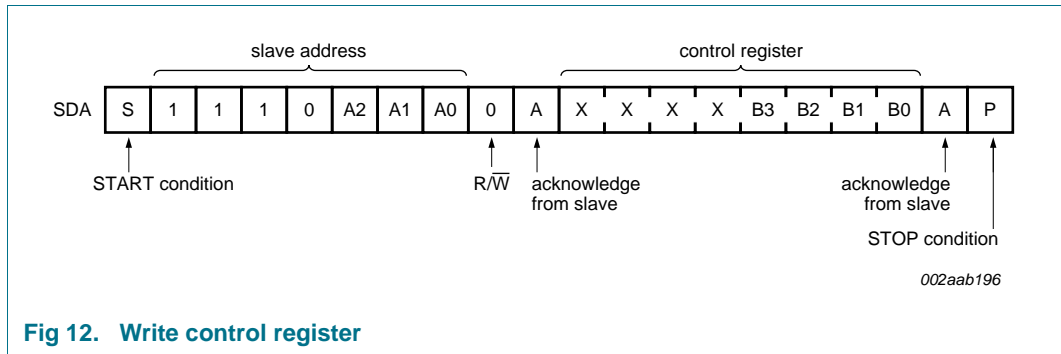 slave address control register
SDA S 1 1 1 0 A2 A1 A0 0 A X X X X B3 B2 B1 B0 A P
START condition R/W̅ acknowledge from slave acknowledge from slave
STOP condition
002aab196
Fig 12. Write control register